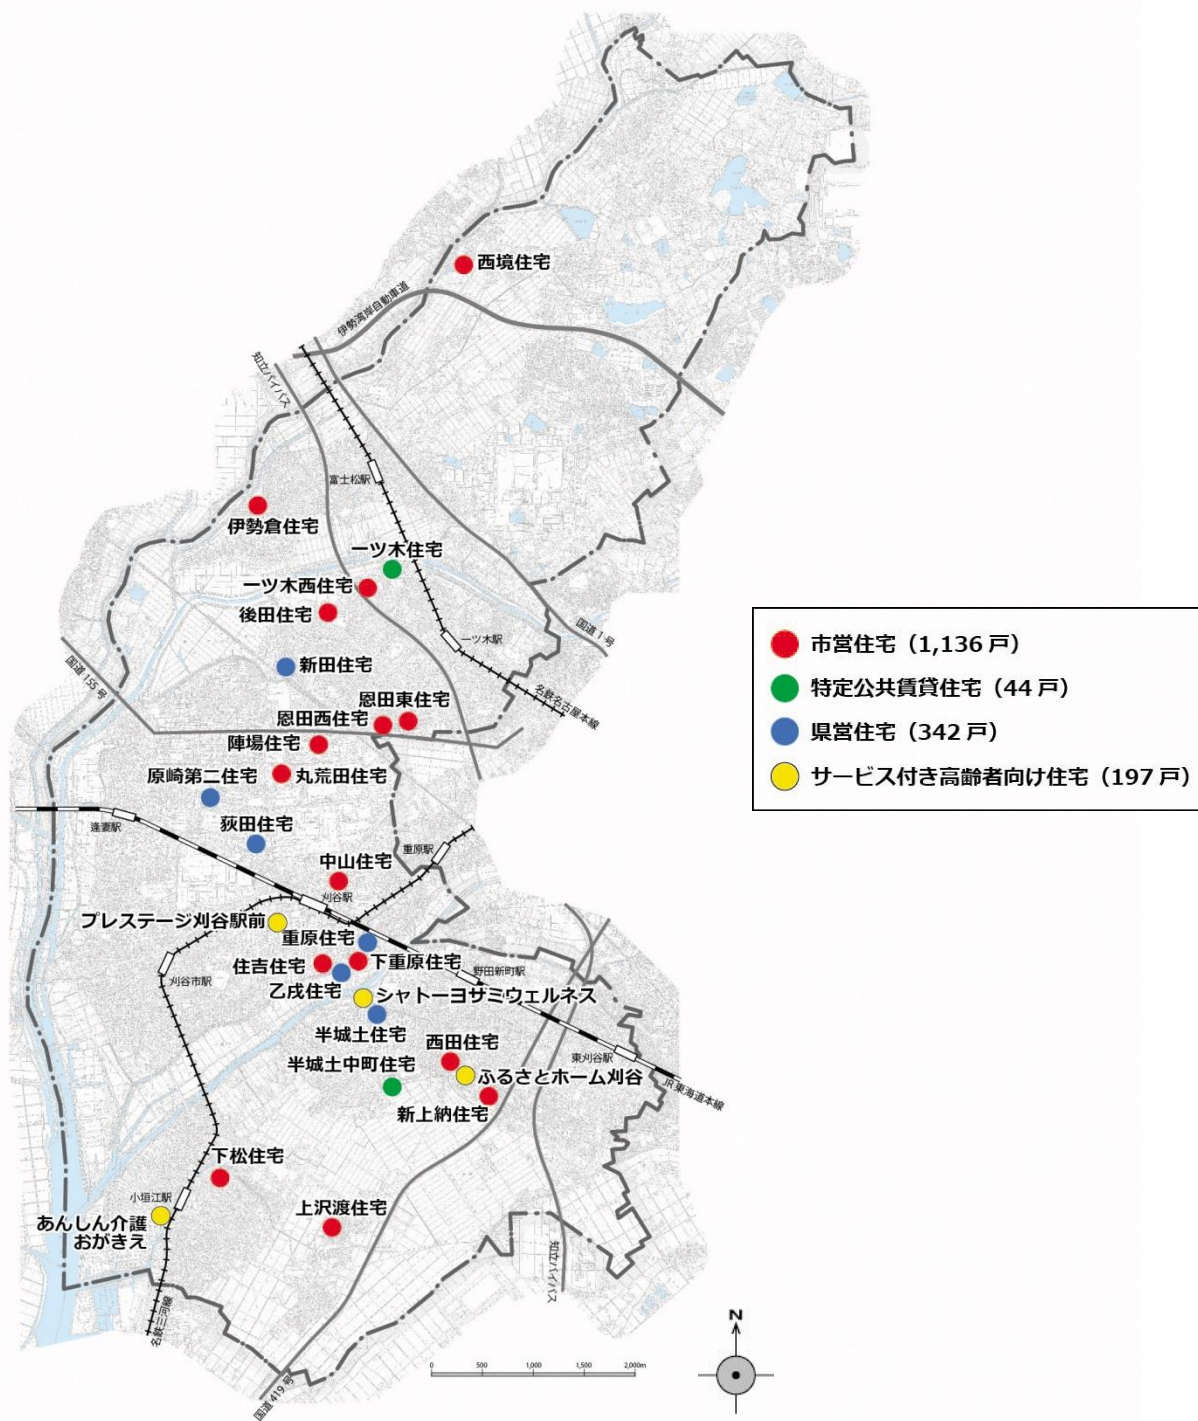 西境住宅
伊勢湾岸自動車道
知立バイパス
富士松駅
伊勢倉住宅
一ツ木住宅
一ツ木西住宅
後田住宅
国道1号
一ツ木駅
新田住宅
国道155号
名鉄名古屋本線
恩田東住宅
恩田西住宅
陣場住宅
原崎第二住宅
丸荒田住宅
逢妻駅
荻田住宅
重原駅
中山住宅
刈谷駅
プレステージ刈谷駅前
重原住宅
住吉住宅
下重原住宅
刈谷市駅
野田新町駅
乙戌住宅
シャトーヨサミウェルネス
半城土住宅
西田住宅
東刈谷駅
半城土中町住宅
ふるさとホーム刈谷
JR東海道本線
新上納住宅
下松住宅
小垣江駅
上沢渡住宅
あんしん介護
おがきえ
知立バイパス
名鉄三河線
国道419号
市営住宅（1,136戸）
特定公共賃貸住宅（44戸）
県営住宅（342戸）
サービス付き高齢者向け住宅（197戸）
N
0 500 1,000 1,500 2,000m